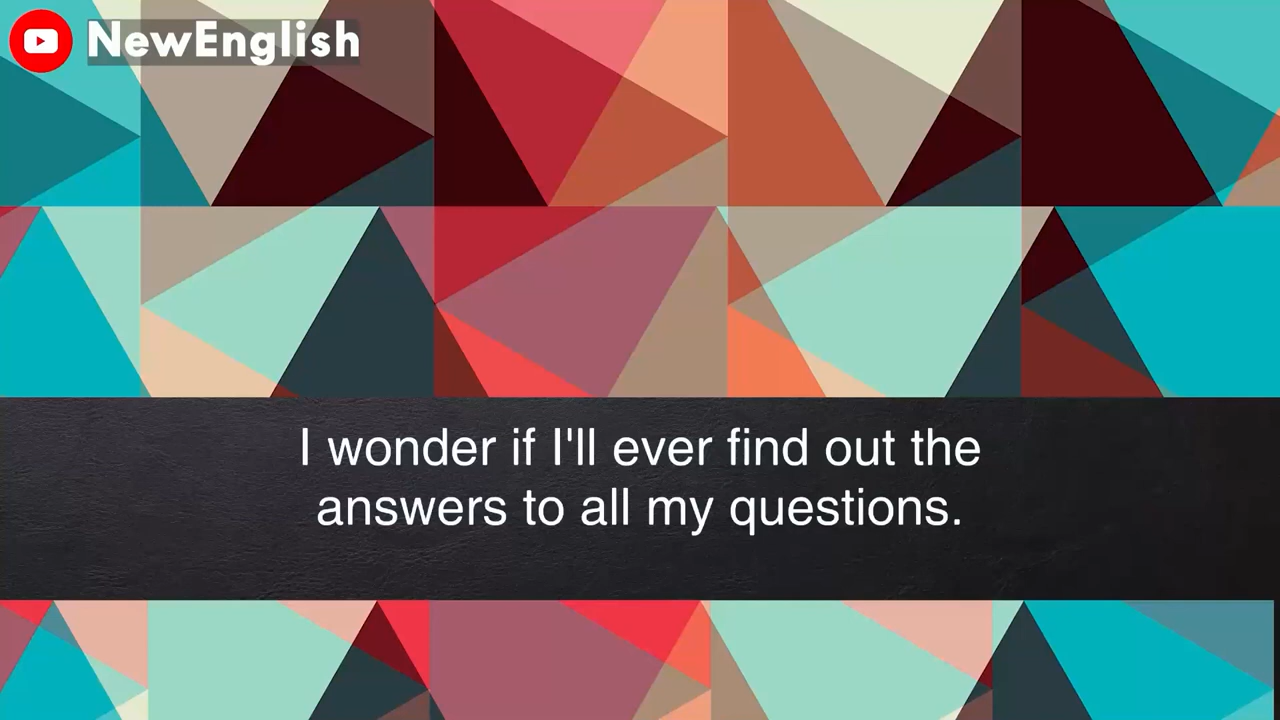 NewEnglish
I wonder if I'll ever find out the
answers to all my questions.